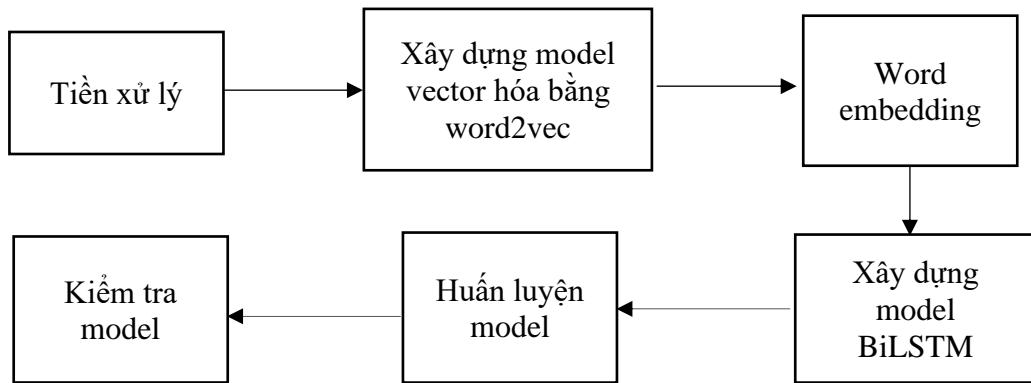 Tiền xử lý
Xây dựng model
vector hóa bằng
word2vec
Word
embedding
Kiểm tra
model
Huấn luyện
model
Xây dựng
model
BiLSTM